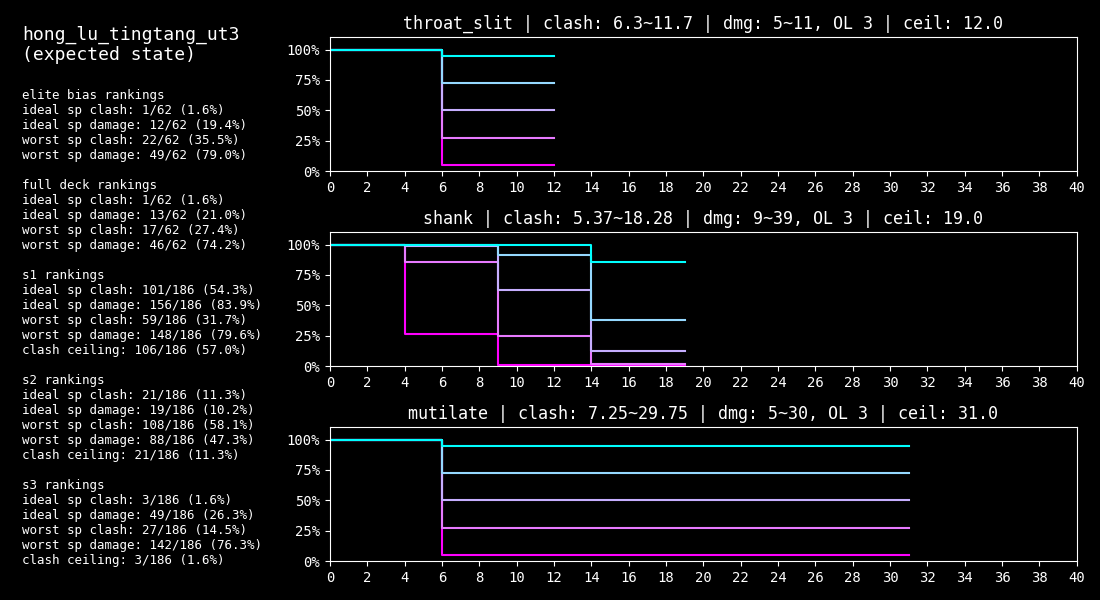 hong_lu_tingtang_ut3
(expected state)
elite bias rankings
ideal sp clash: 1/62 (1.6%)
ideal sp damage: 12/62 (19.4%)
worst sp clash: 22/62 (35.5%)
worst sp damage: 49/62 (79.0%)
full deck rankings
ideal sp clash: 1/62 (1.6%)
ideal sp damage: 13/62 (21.0%)
worst sp clash: 17/62 (27.4%)
worst sp damage: 46/62 (74.2%)
s1 rankings
ideal sp clash: 101/186 (54.3%)
ideal sp damage: 156/186 (83.9%)
worst sp clash: 59/186 (31.7%)
worst sp damage: 148/186 (79.6%)
clash ceiling: 106/186 (57.0%)
s2 rankings
ideal sp clash: 21/186 (11.3%)
ideal sp damage: 19/186 (10.2%)
worst sp clash: 108/186 (58.1%)
worst sp damage: 88/186 (47.3%)
clash ceiling: 21/186 (11.3%)
s3 rankings
ideal sp clash: 3/186 (1.6%)
ideal sp damage: 49/186 (26.3%)
worst sp clash: 27/186 (14.5%)
worst sp damage: 142/186 (76.3%)
clash ceiling: 3/186 (1.6%)
throat_slit | clash: 6.3~11.7 | dmg: 5~11, OL 3 | ceil: 12.0
100%
75%
50%
25%
0%
0 2 4 6 8 10 12 14 16 18 20 22 24 26 28 30 32 34 36 38 40
shank | clash: 5.37~18.28 | dmg: 9~39, OL 3 | ceil: 19.0
100%
75%
50%
25%
0%
0 2 4 6 8 10 12 14 16 18 20 22 24 26 28 30 32 34 36 38 40
mutilate | clash: 7.25~29.75 | dmg: 5~30, OL 3 | ceil: 31.0
100%
75%
50%
25%
0%
0 2 4 6 8 10 12 14 16 18 20 22 24 26 28 30 32 34 36 38 40